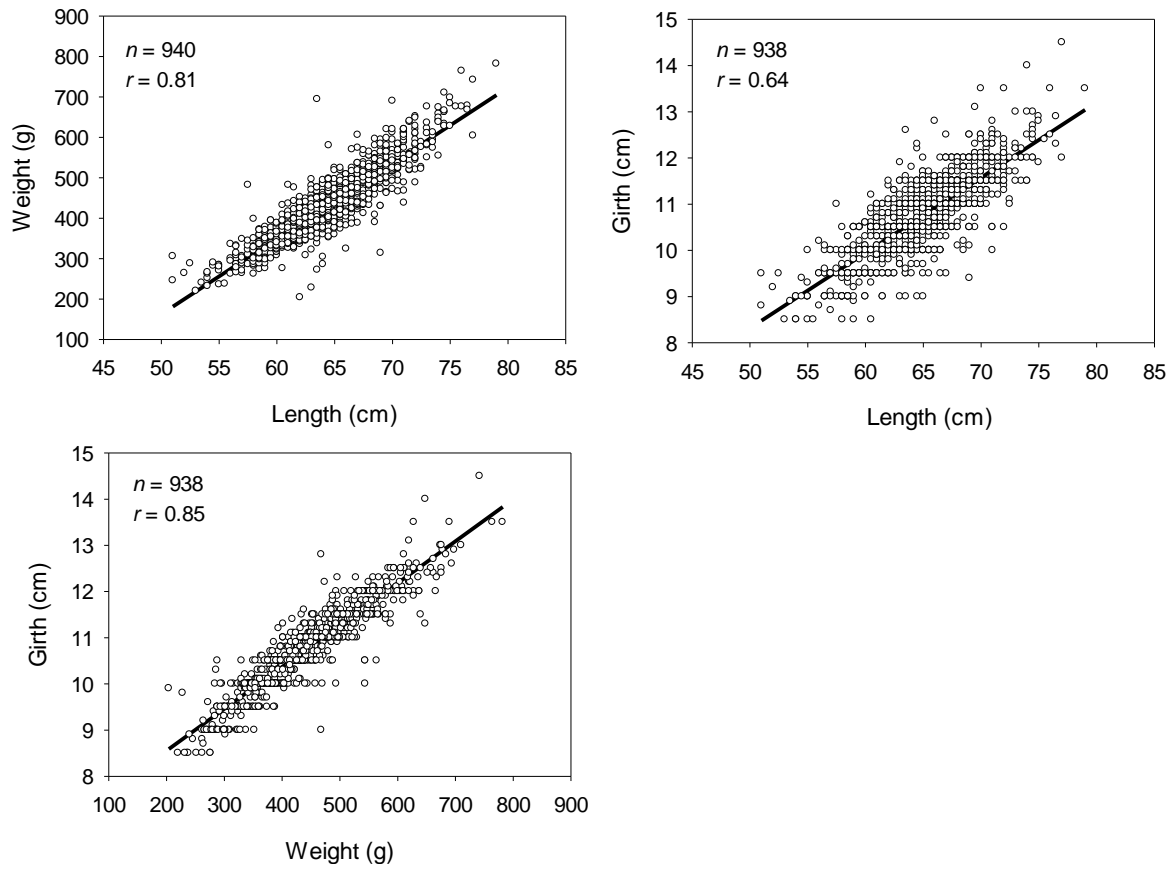 900
800
700
600
500
400
300
200
100
Weight (g)
n = 940
r = 0.81
45 50 55 60 65 70 75 80 85
Length (cm)
15
14
13
12
11
10
9
8
Girth (cm)
n = 938
r = 0.64
45 50 55 60 65 70 75 80 85
Length (cm)
15
14
13
12
11
10
9
8
Girth (cm)
n = 938
r = 0.85
100 200 300 400 500 600 700 800 900
Weight (g)